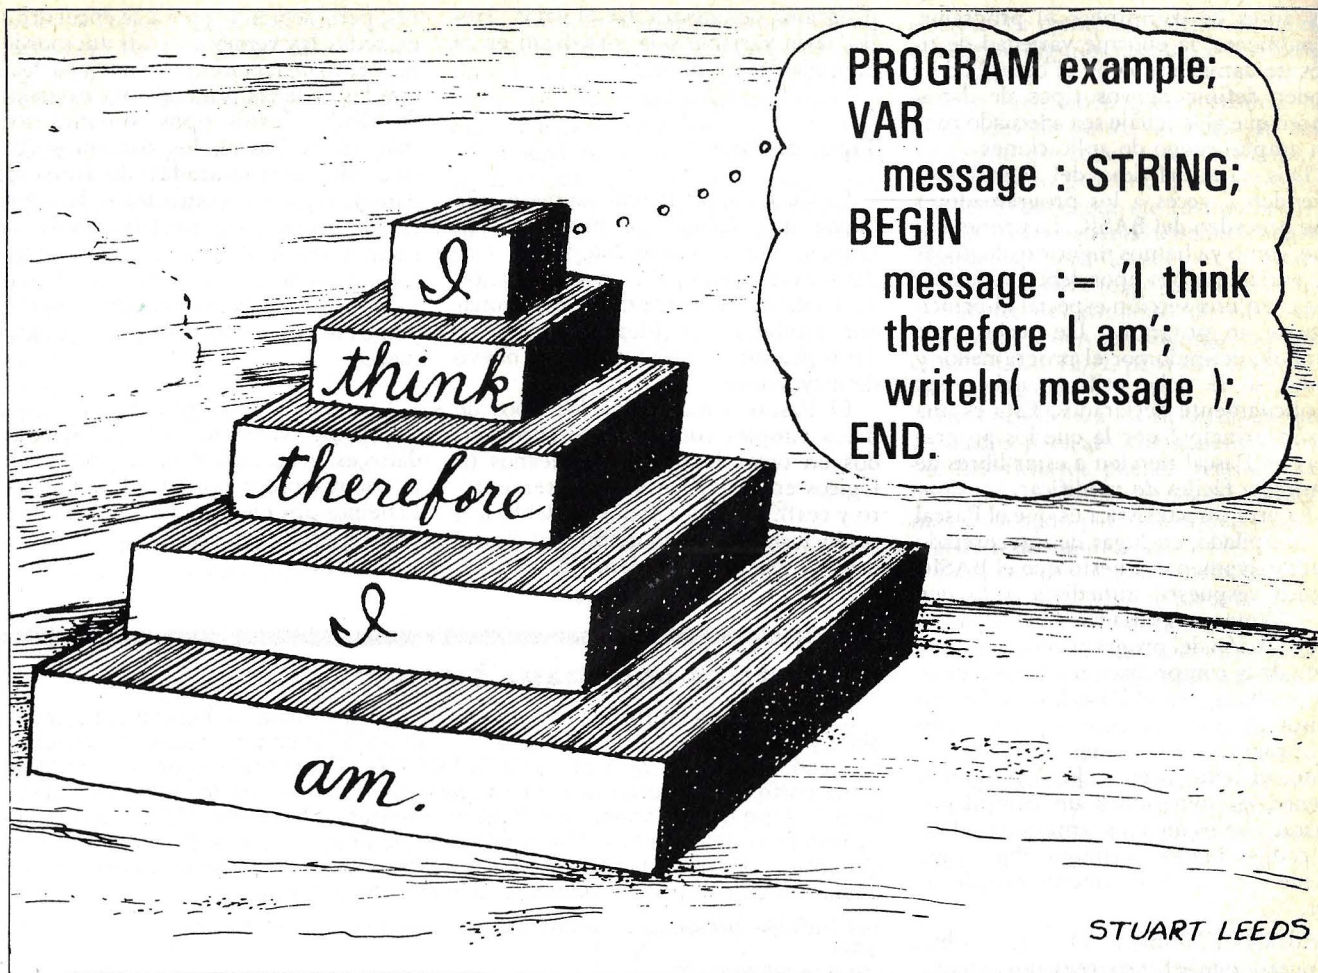 I
think
therefore
I
am.
PROGRAM example;
VAR
message : STRING;
BEGIN
message := 'I think
therefore I am';
writeln( message );
END.
STUART LEEDS